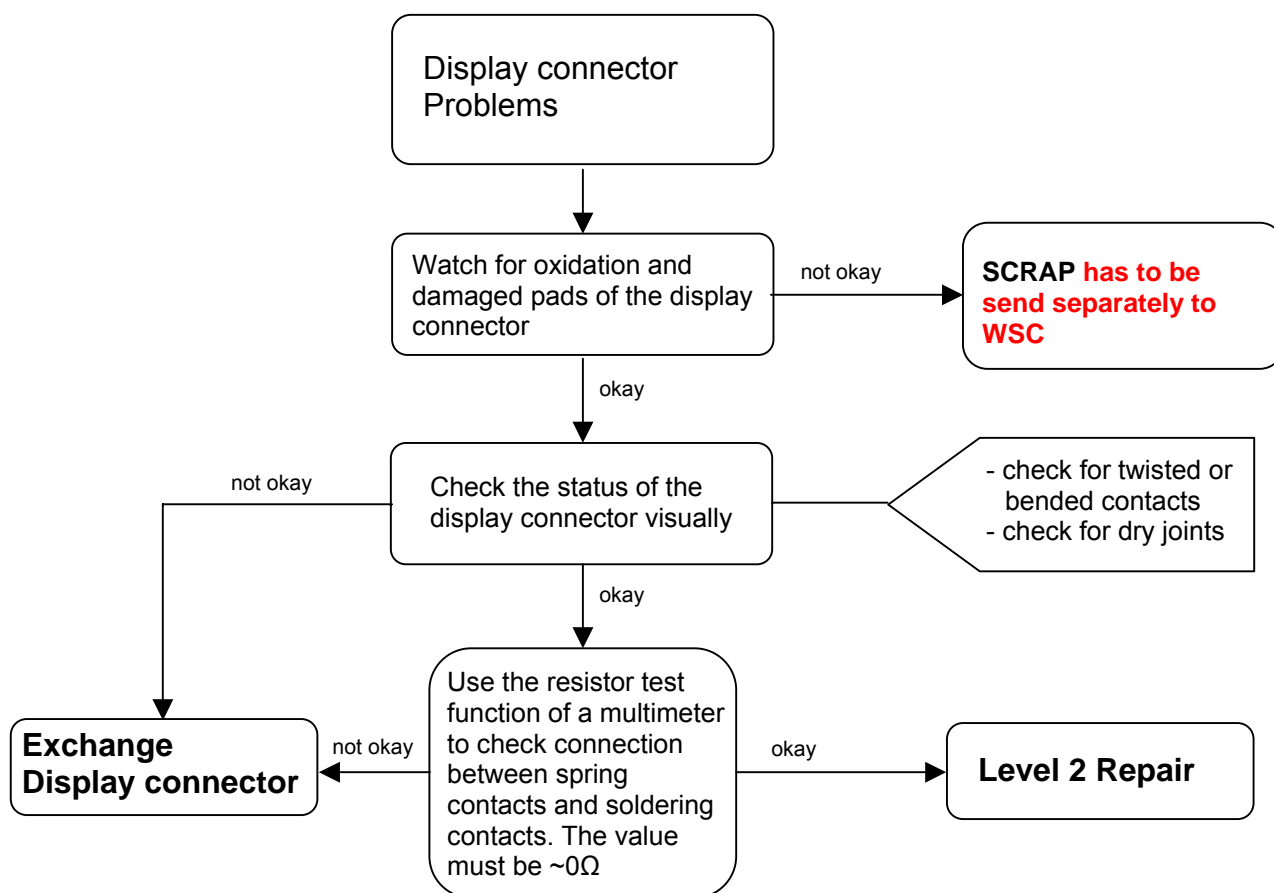 Display connector
Problems
Watch for oxidation and
damaged pads of the display
connector
not okay
SCRAP has to be
send separately to
WSC
okay
not okay
Check the status of the
display connector visually
- check for twisted or
bended contacts
- check for dry joints
okay
Use the resistor test
function of a multimeter
to check connection
between spring
contacts and soldering
contacts. The value
must be ~0Ω
Exchange
Display connector
not okay
okay
Level 2 Repair